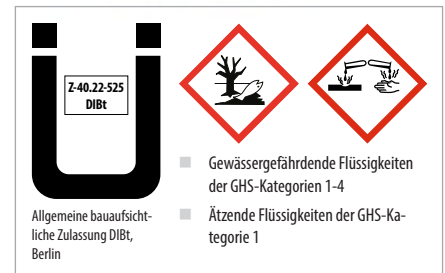 Z-40.22-525
DIBt
Allgemeine bauaufsicht-
liche Zulassung DIBt,
Berlin
Gewässergefährdende Flüssigkeiten
der GHS-Kategorien 1-4
Ätzende Flüssigkeiten der GHS-Ka-
tegorie 1